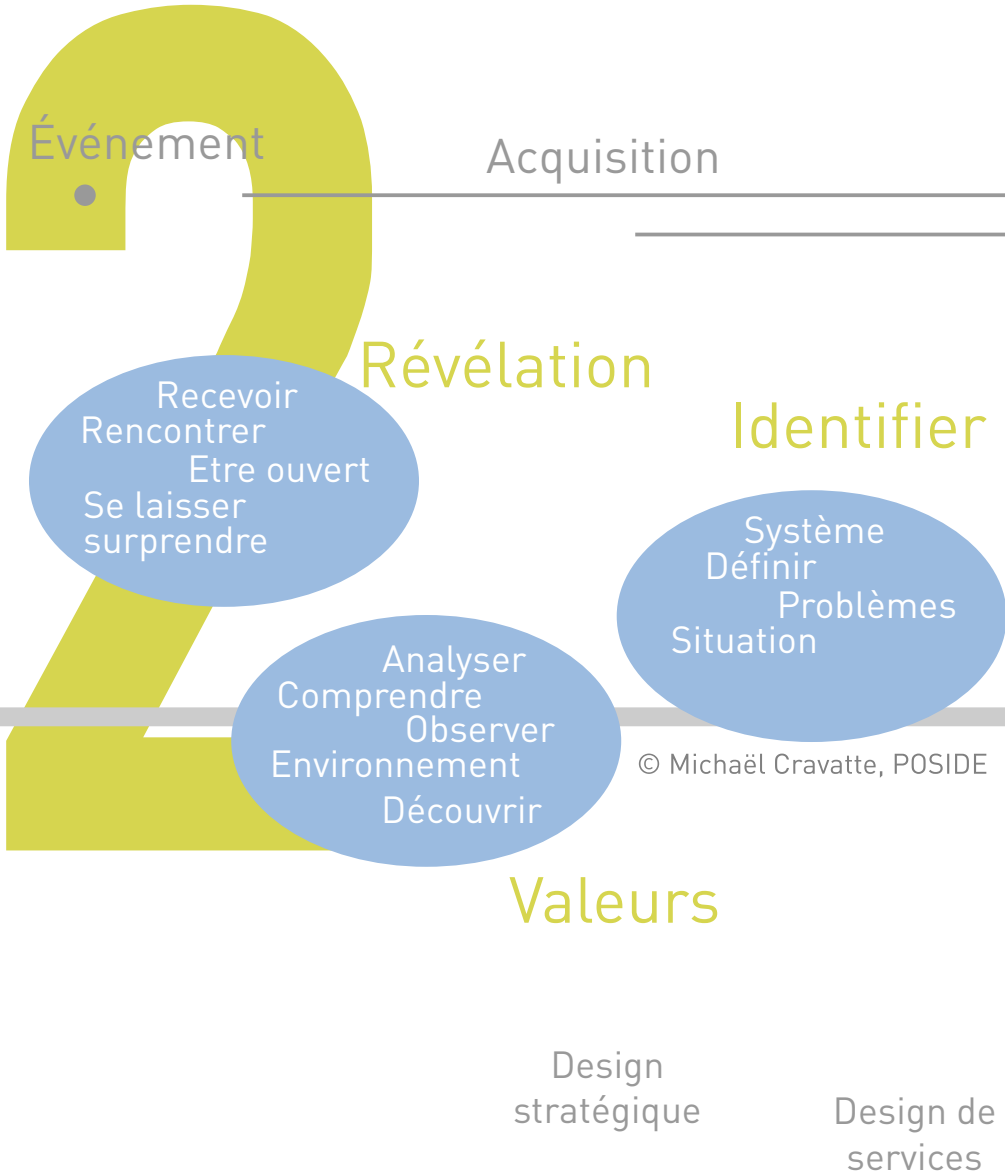 2
Événement
Acquisition
Révélation
Identifier
Recevoir
Rencontrer
Etre ouvert
Se laisser
surprendre
Système
Définir
Problèmes
Situation
Analyser
Comprendre
Observer
Environnement
Découvrir
© Michaël Cravatte, POSIDE
Valeurs
Design
stratégique
Design de
services